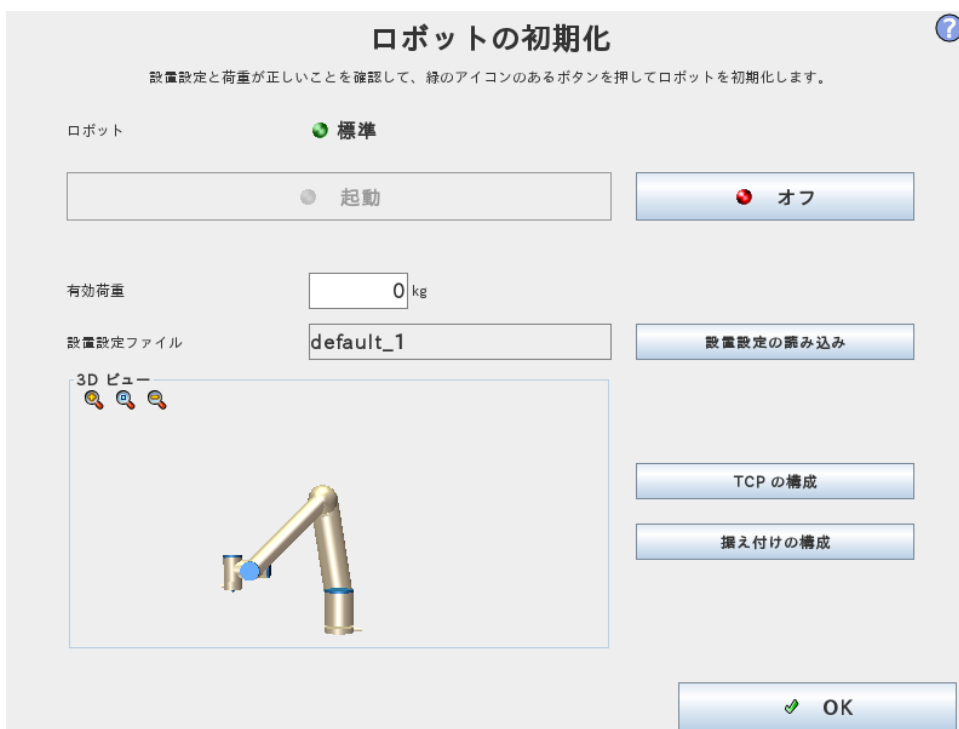 ロボットの初期化
?
設置設定と荷重が正しいことを確認して、緑のアイコンのあるボタンを押してロボットを初期化します。
ロボット 標準
起動 オフ
有効荷重 0 kg
設置設定ファイル default_1 設置設定の読み込み
3D ビュー
TCP の構成
据え付けの構成
OK